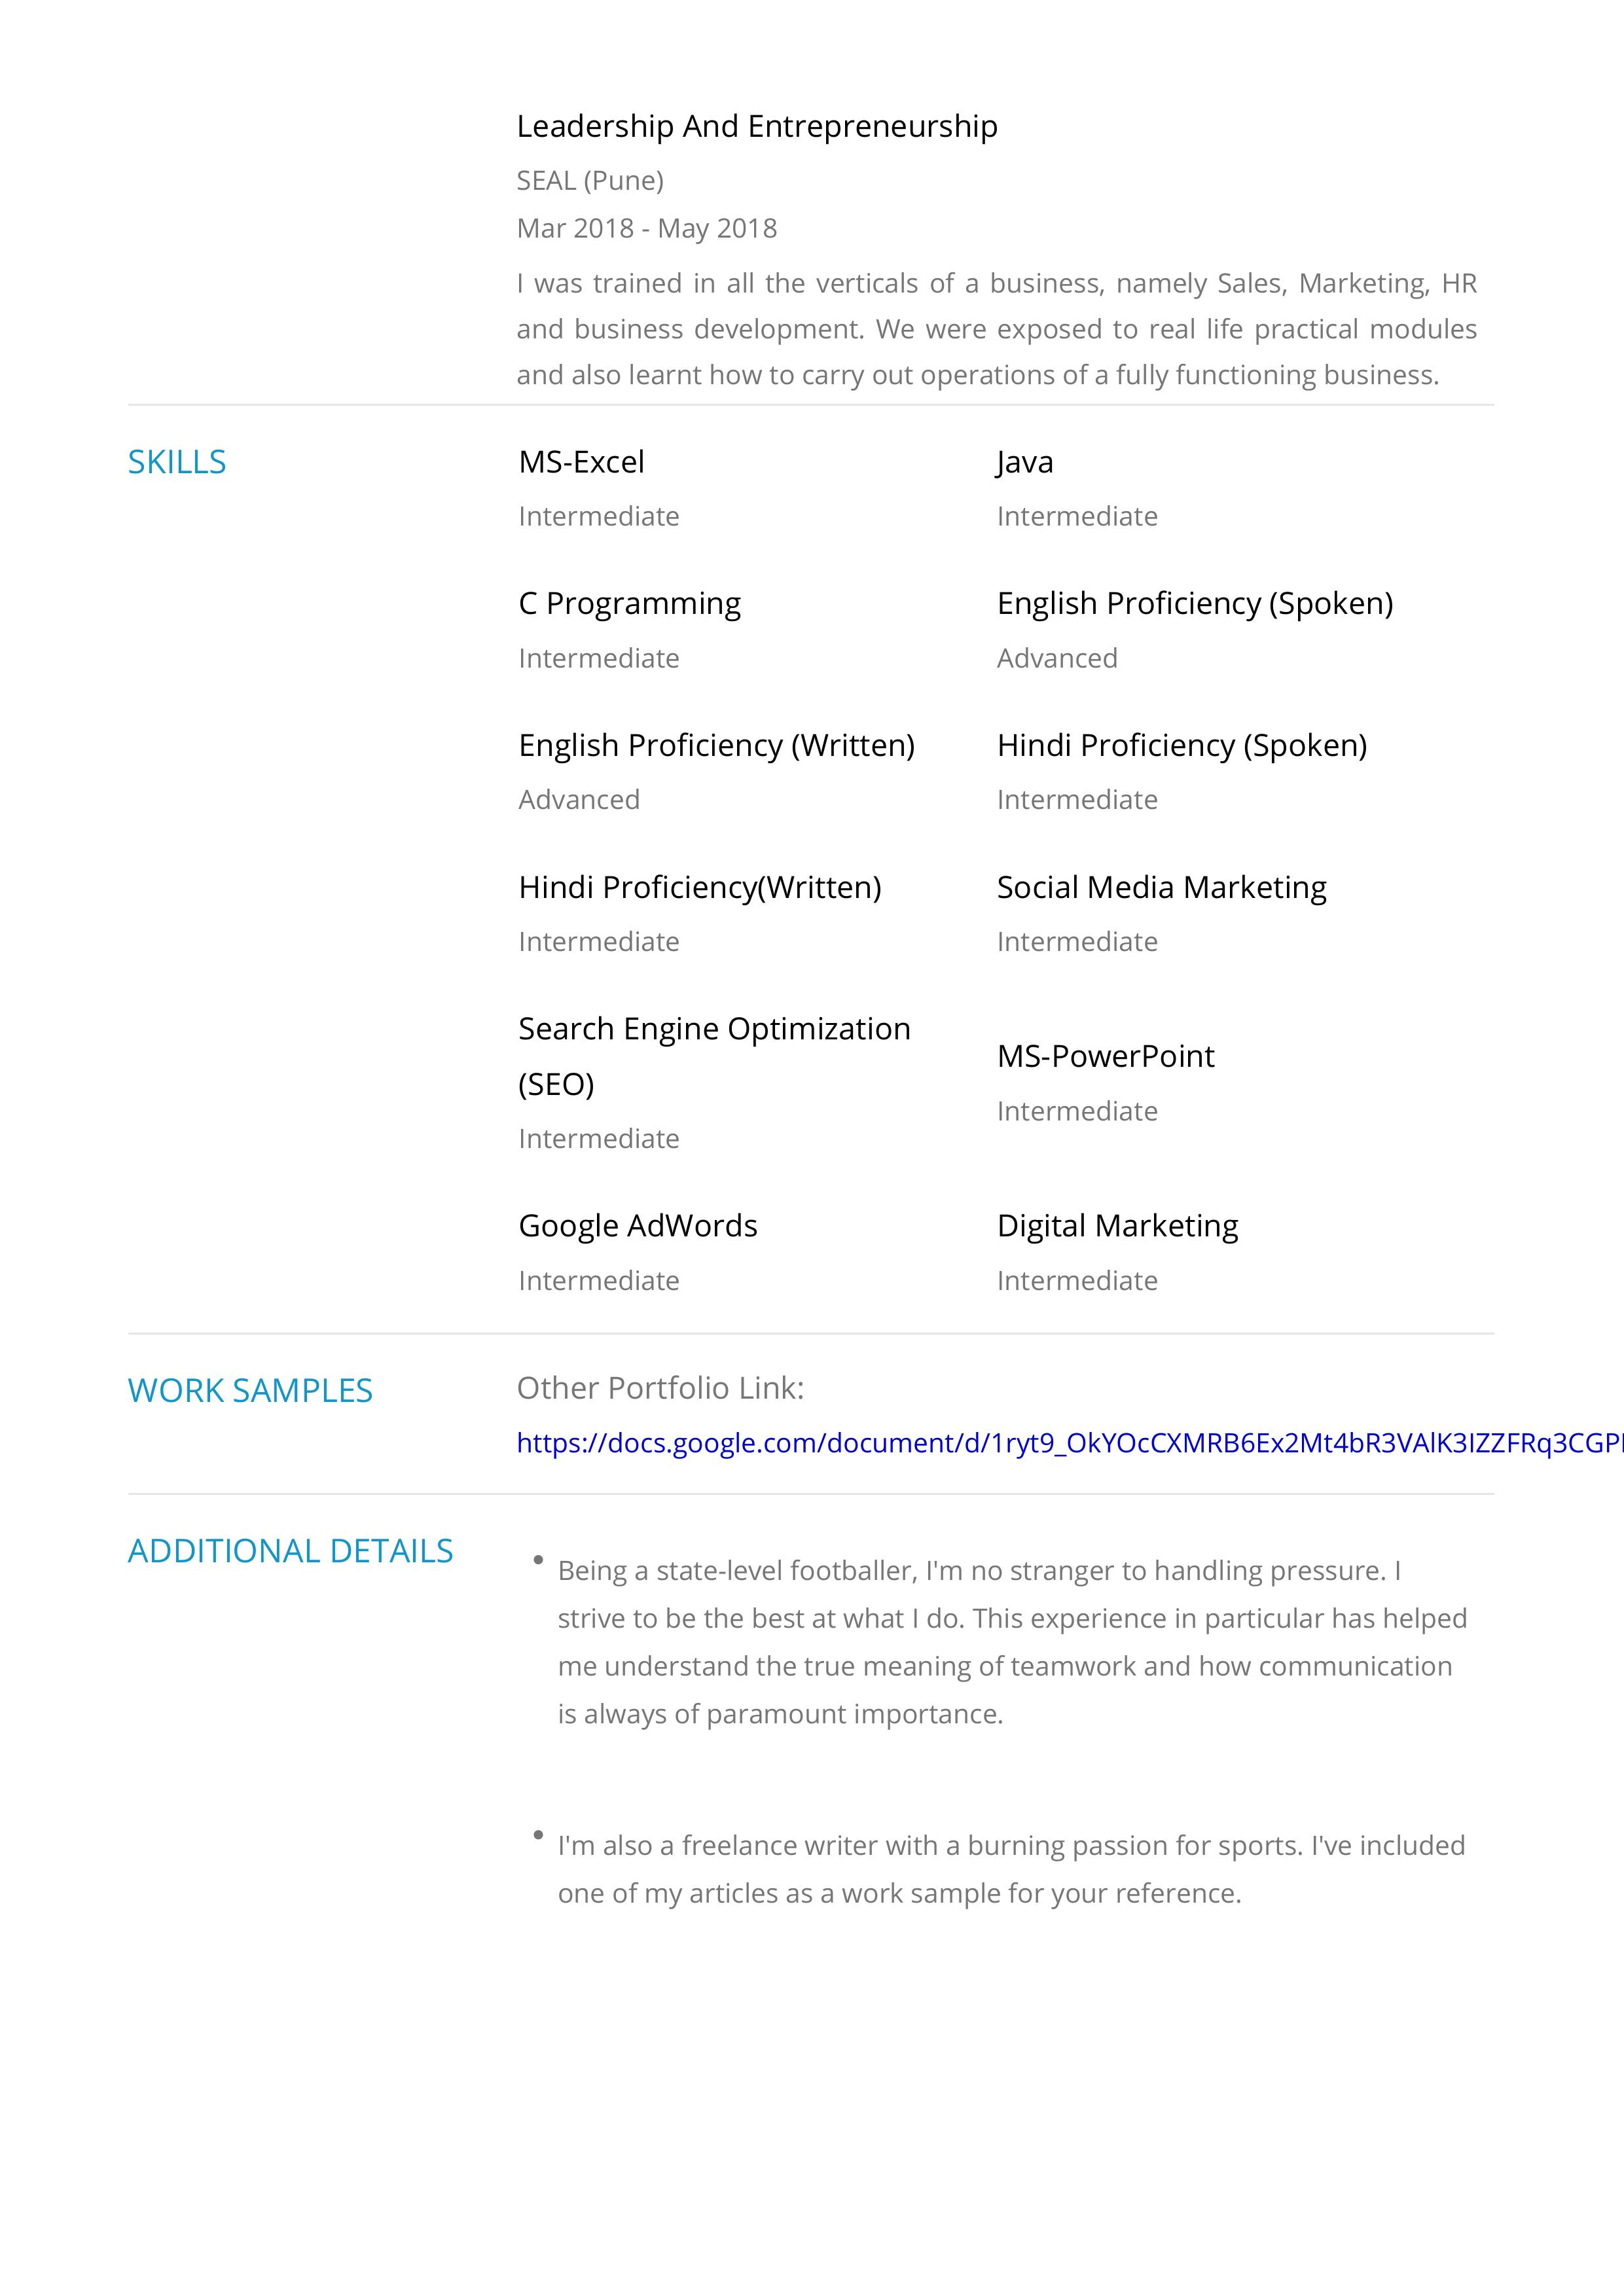 Leadership And Entrepreneurship
SEAL (Pune)
Mar 2018 - May 2018
I was trained in all the verticals of a business, namely Sales, Marketing, HR
and business development. We were exposed to real life practical modules
and also learnt how to carry out operations of a fully functioning business.
SKILLS
MS-Excel
Intermediate
Java
Intermediate
C Programming
Intermediate
English Proficiency (Spoken)
Advanced
English Proficiency (Written)
Advanced
Hindi Proficiency (Spoken)
Intermediate
Hindi Proficiency(Written)
Intermediate
Social Media Marketing
Intermediate
Search Engine Optimization
(SEO)
Intermediate
MS-PowerPoint
Intermediate
Google AdWords
Intermediate
Digital Marketing
Intermediate
WORK SAMPLES
Other Portfolio Link:
https://docs.google.com/document/d/1ryt9_OkYOcCXMRB6Ex2Mt4bR3VAlK3IZZFRq3CGP
ADDITIONAL DETAILS
• Being a state-level footballer, I'm no stranger to handling pressure. I
strive to be the best at what I do. This experience in particular has helped
me understand the true meaning of teamwork and how communication
is always of paramount importance.
• I'm also a freelance writer with a burning passion for sports. I've included
one of my articles as a work sample for your reference.